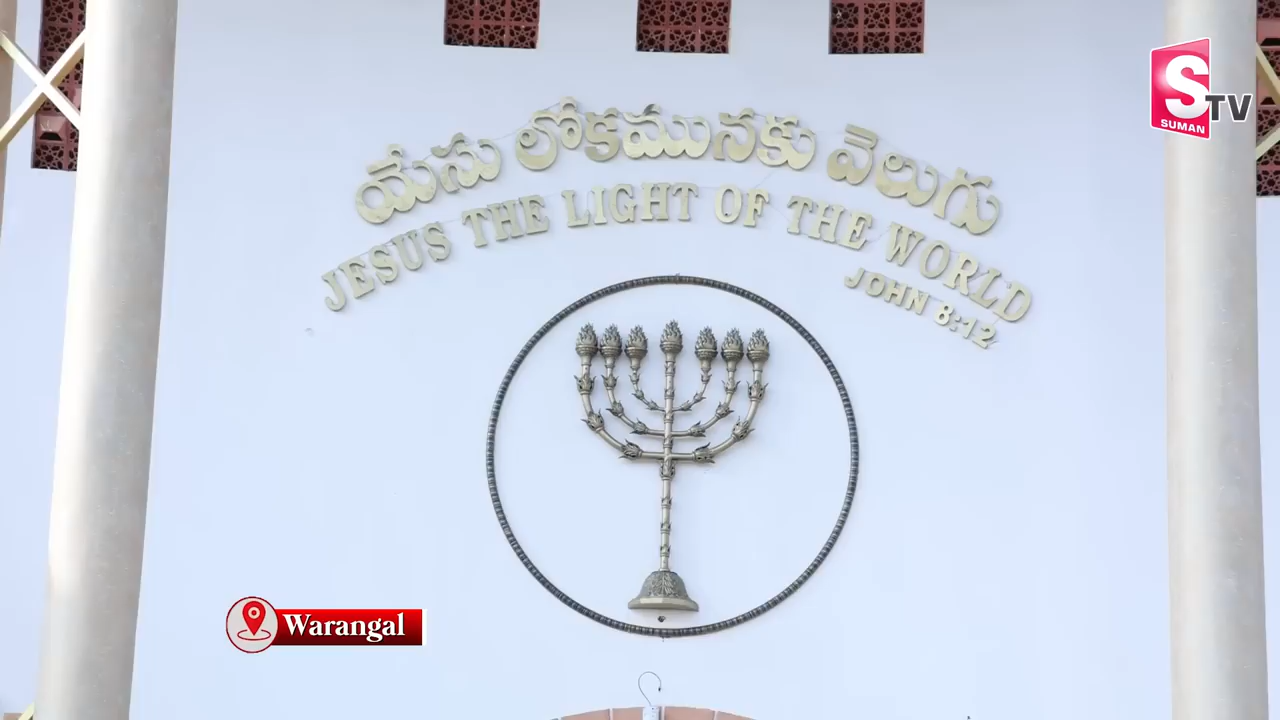 యేసు లోకమునకు వెలుగు
JESUS THE LIGHT OF THE WORLD
JOHN 8:12
S TV
SUMAN
Warangal